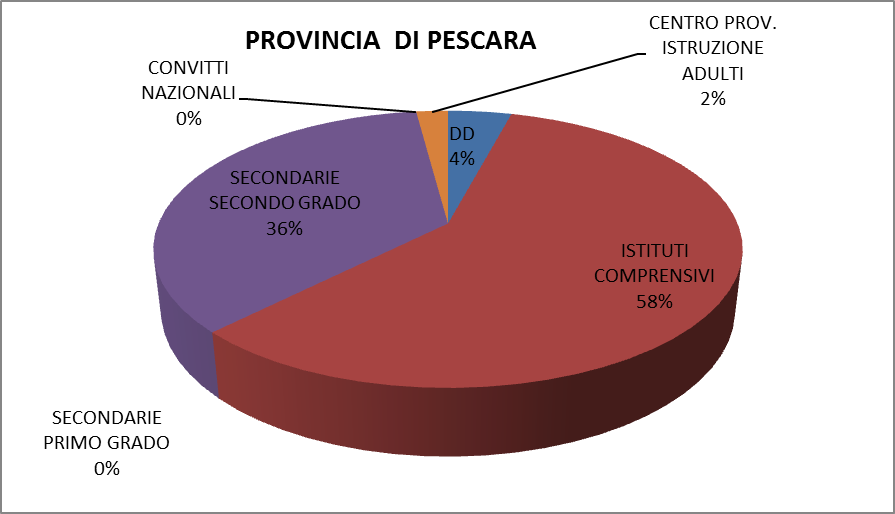 PROVINCIA DI PESCARA
CENTRO PROV.
ISTRUZIONE
ADULTI
2%
CONVITTI
NAZIONALI
0%
DD
4%
SECONDARIE
SECONDO GRADO
36%
ISTITUTI
COMPRENSIVI
58%
SECONDARIE
PRIMO GRADO
0%